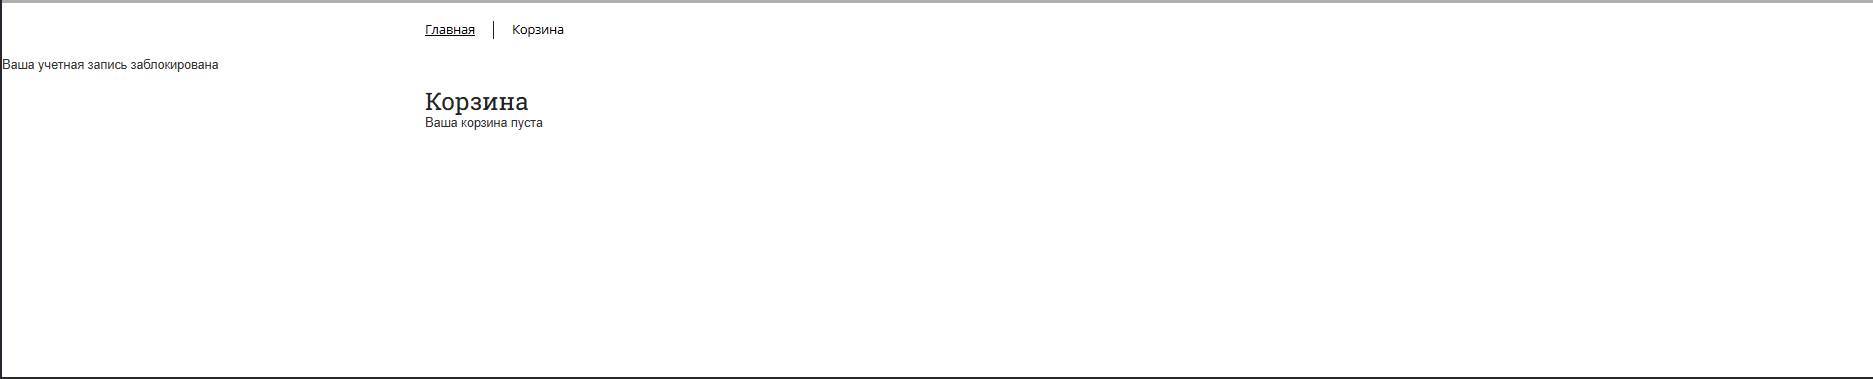 Главная
Корзина
Ваша учетная запись заблокирована
Корзина
Ваша корзина пуста